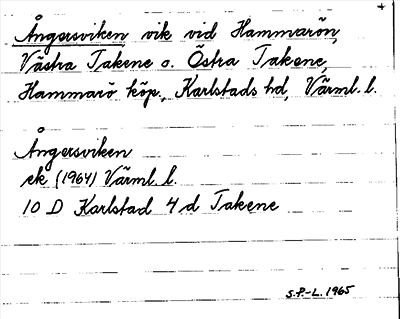 Ångersviken vik vid Hammarön,
Västra Takene o. Östra Takene,
Hammarö köp., Karlstads hd, Värml. l.
Ångersviken
ek (1964) Värml. l.
10 D Karlstad 4 d Takene
S.P-L. 1965